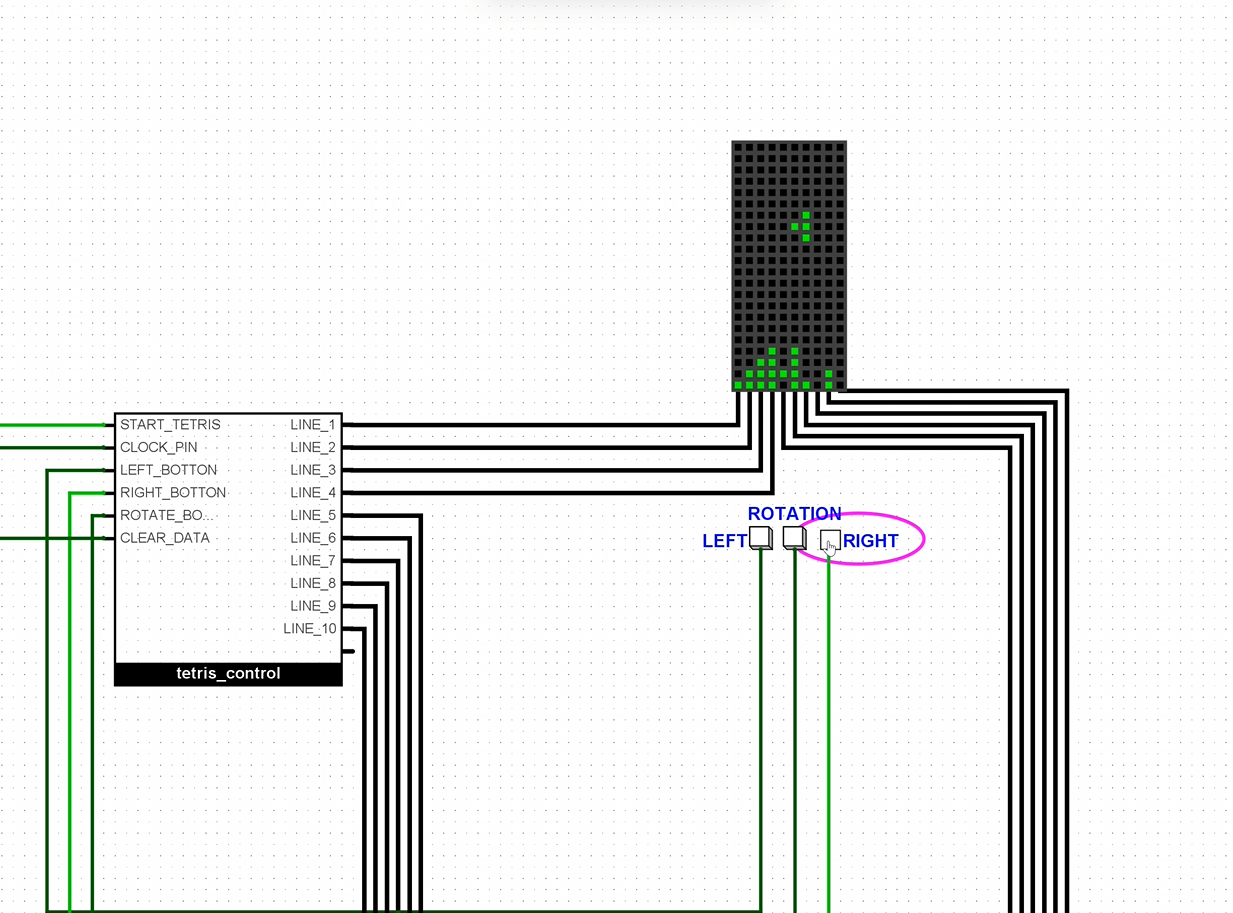 START_TETRIS
CLOCK_PIN
LEFT_BOTTON
RIGHT_BOTTON
ROTATE_BO...
CLEAR_DATA
LINE_1
LINE_2
LINE_3
LINE_4
LINE_5
LINE_6
LINE_7
LINE_8
LINE_9
LINE_10
tetris_control
ROTATION
LEFT
RIGHT